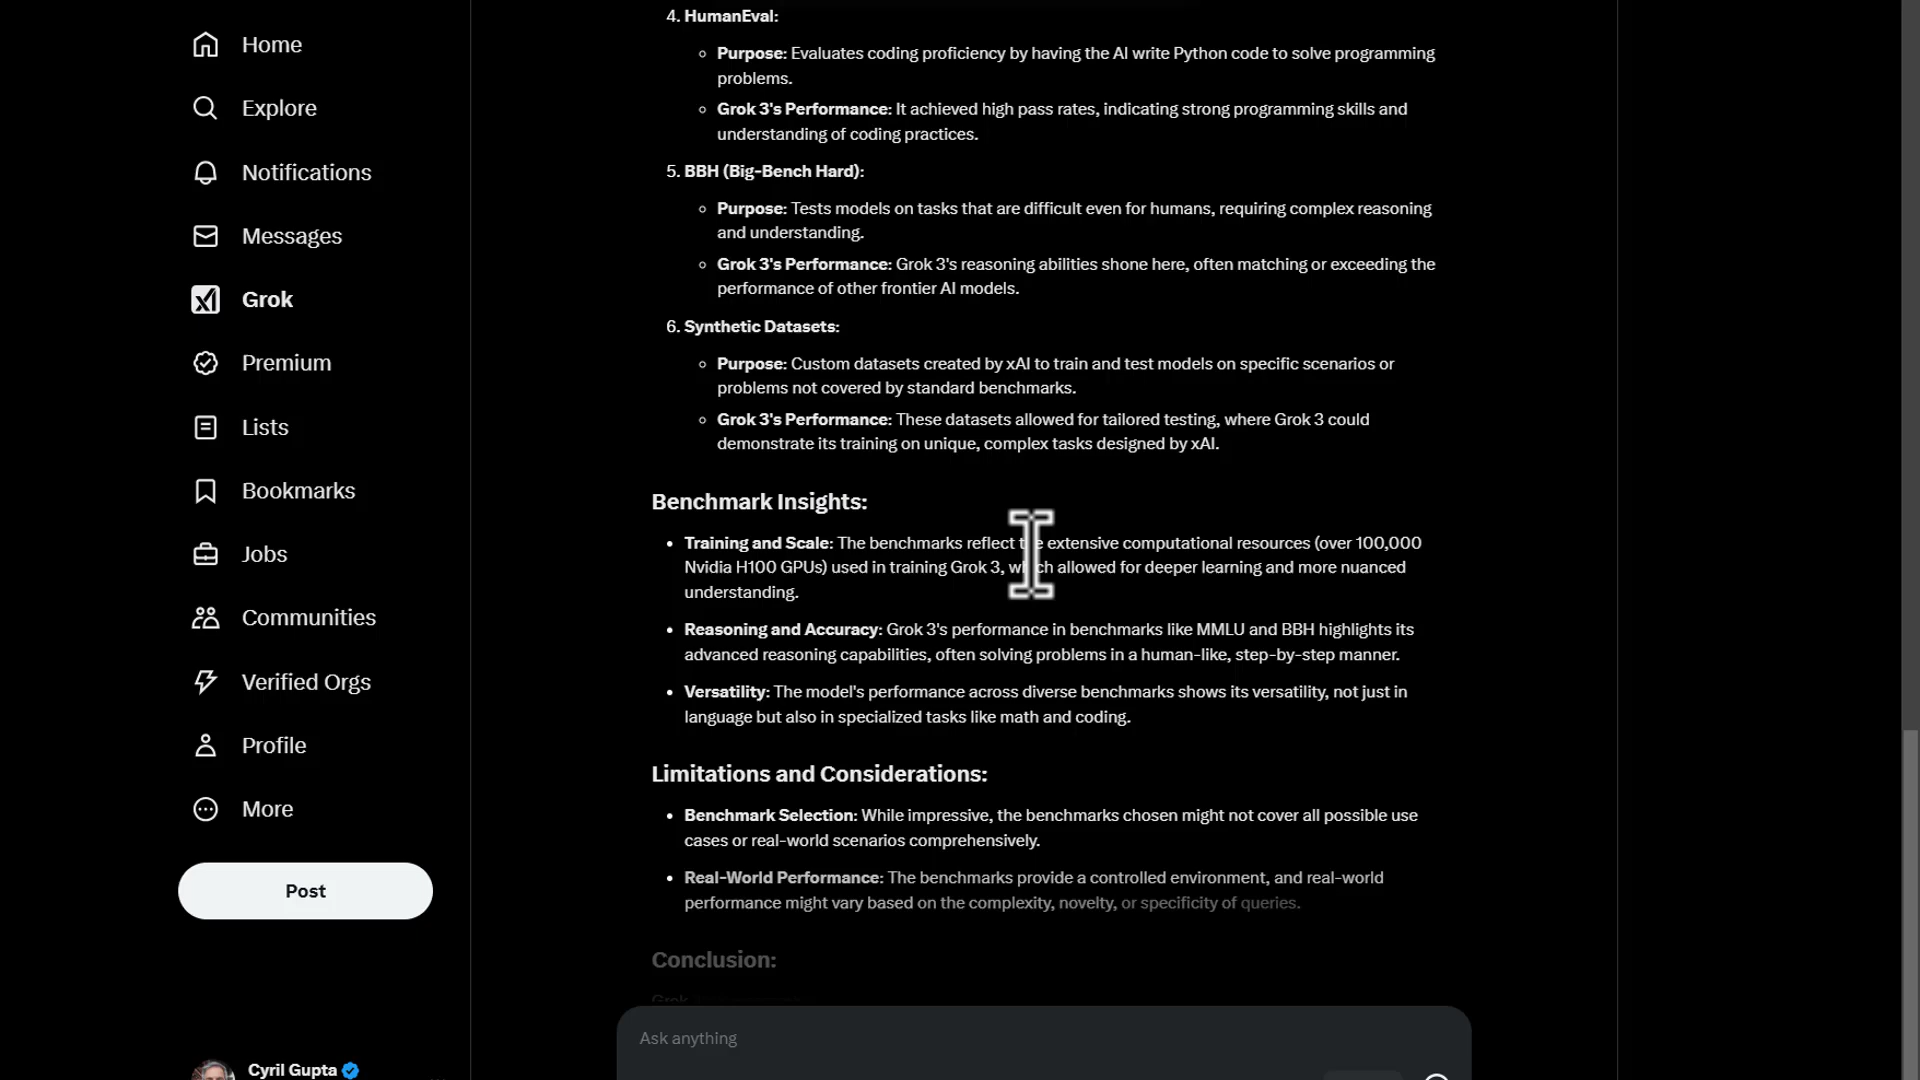 Home
Explore
Notifications
Messages
Grok
Premium
Lists
Bookmarks
Jobs
Communities
Verified Orgs
Profile
More
Post
Cyril Gupta
4. HumanEval:
Purpose: Evaluates coding proficiency by having the AI write Python code to solve programming
problems.
Grok 3's Performance: It achieved high pass rates, indicating strong programming skills and
understanding of coding practices.
5. BBH (Big-Bench Hard):
Purpose: Tests models on tasks that are difficult even for humans, requiring complex reasoning
and understanding.
Grok 3's Performance: Grok 3's reasoning abilities shone here, often matching or exceeding the
performance of other frontier AI models.
6. Synthetic Datasets:
Purpose: Custom datasets created by xAI to train and test models on specific scenarios or
problems not covered by standard benchmarks.
Grok 3's Performance: These datasets allowed for tailored testing, where Grok 3 could
demonstrate its training on unique, complex tasks designed by xAI.
Benchmark Insights:
Training and Scale: The benchmarks reflect the extensive computational resources (over 100,000
Nvidia H100 GPUs) used in training Grok 3, which allowed for deeper learning and more nuanced
understanding.
Reasoning and Accuracy: Grok 3's performance in benchmarks like MMLU and BBH highlights its
advanced reasoning capabilities, often solving problems in a human-like, step-by-step manner.
Versatility: The model's performance across diverse benchmarks shows its versatility, not just in
language but also in specialized tasks like math and coding.
Limitations and Considerations:
Benchmark Selection: While impressive, the benchmarks chosen might not cover all possible use
cases or real-world scenarios comprehensively.
Real-World Performance: The benchmarks provide a controlled environment, and real-world
performance might vary based on the complexity, novelty, or specificity of queries.
Conclusion:
Grok
Ask anything